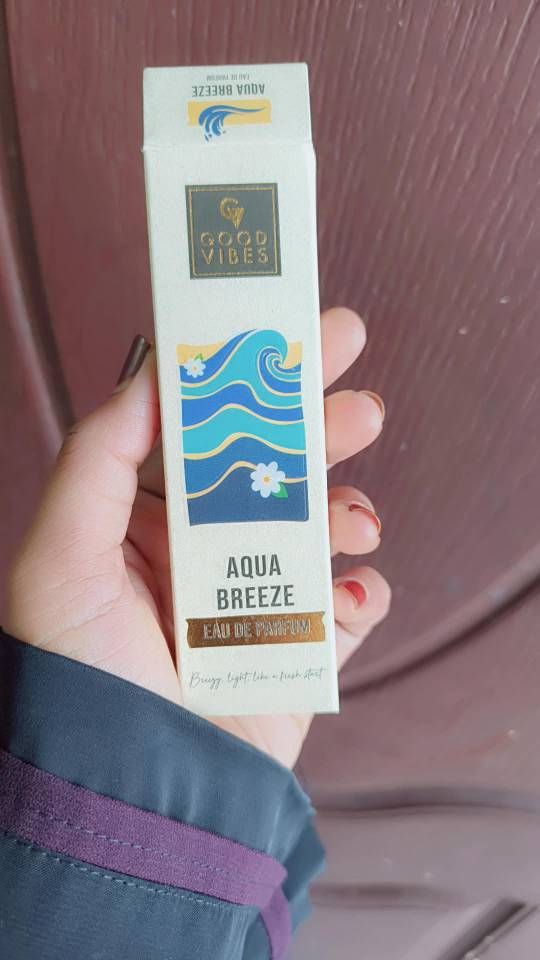 EAU DE PARFUM
AQUA BREEZE
GV
GOOD
VIBES
AQUA
BREEZE
EAU DE PARFUM
Breezy, light, like a fresh start